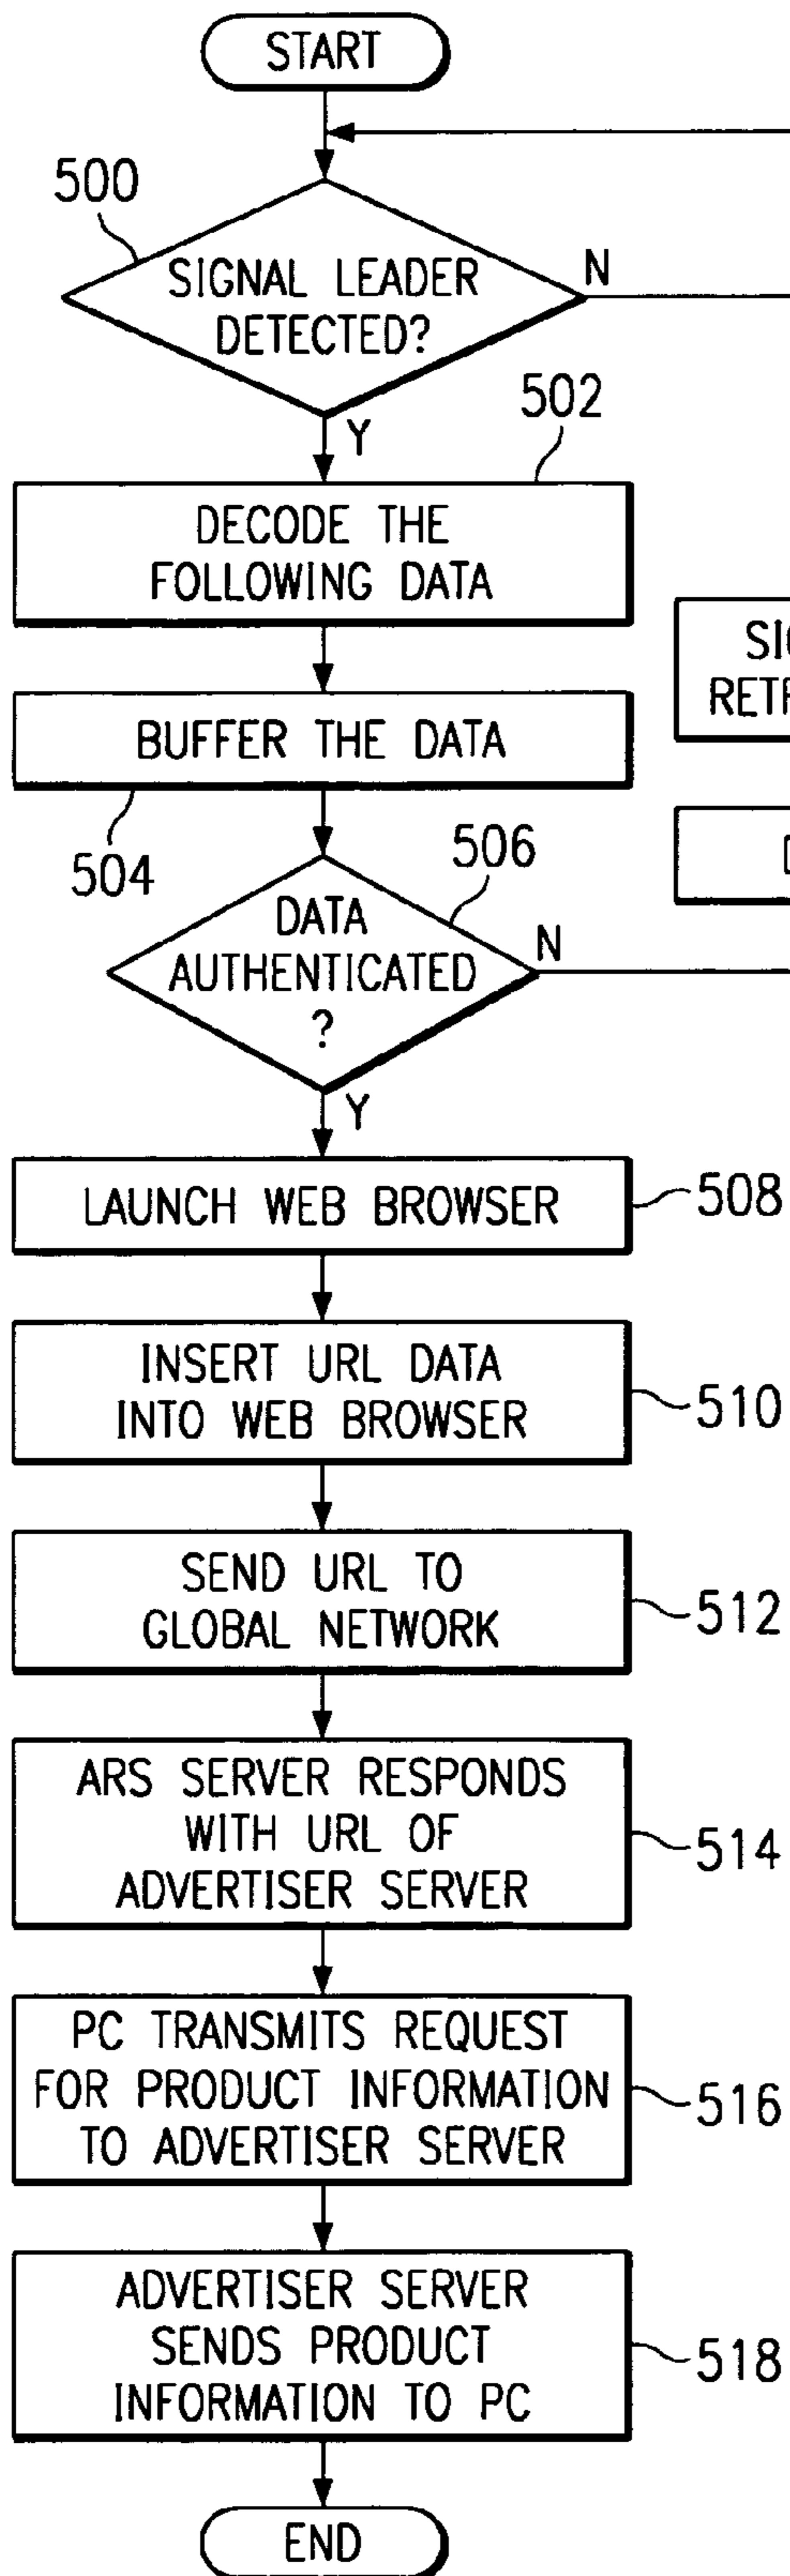 START
500
SIGNAL LEADER
DETECTED?
N
Y
502
DECODE THE
FOLLOWING DATA
BUFFER THE DATA
504
506
DATA
AUTHENTICATED
?
N
Y
LAUNCH WEB BROWSER
508
INSERT URL DATA
INTO WEB BROWSER
510
SEND URL TO
GLOBAL NETWORK
512
ARS SERVER RESPONDS
WITH URL OF
ADVERTISER SERVER
514
PC TRANSMITS REQUEST
FOR PRODUCT INFORMATION
TO ADVERTISER SERVER
516
ADVERTISER SERVER
SENDS PRODUCT
INFORMATION TO PC
518
END